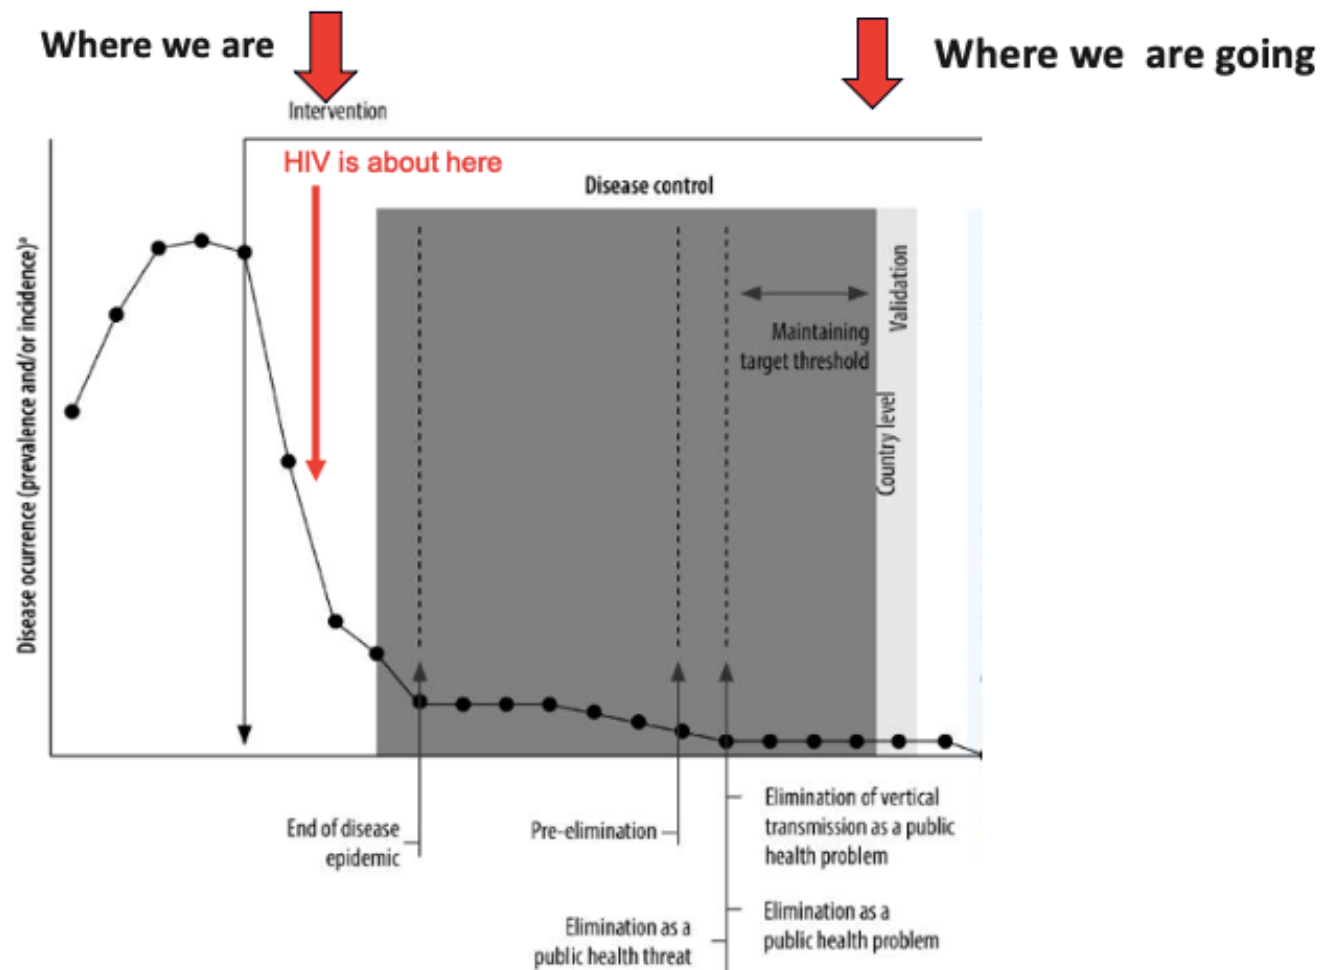 Where we are
Where we  are going
Intervention
HIV is about here
Disease control
Disease ocurrence (prevalence and/or incidence)ª
Maintaining
target threshold
Validation
Country level
End of disease
epidemic
Pre-elimination
Elimination of vertical
transmission as a public
health problem
Elimination as a
public health threat
Elimination as a
public health problem